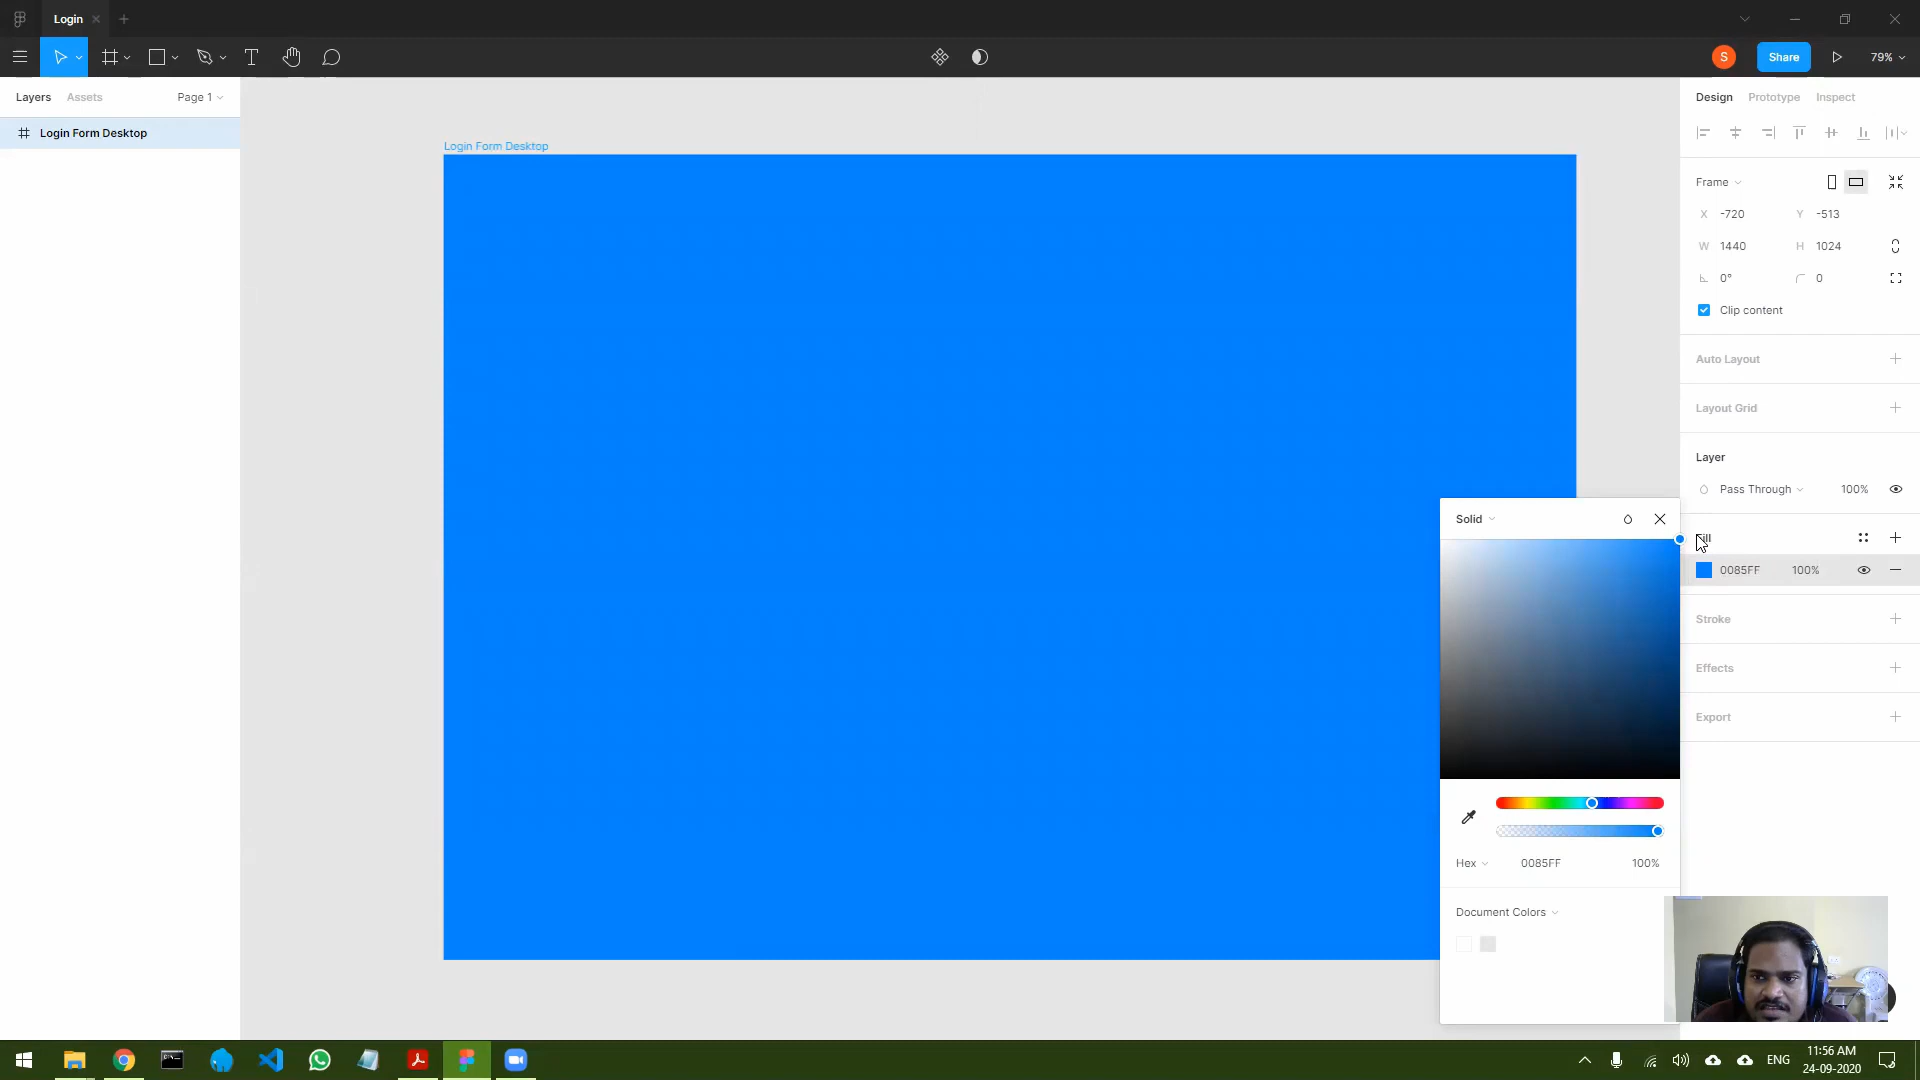 Login
S
Share
79%
Layers
Assets
Page 1
Design
Prototype
Inspect
Login Form Desktop
Login Form Desktop
Frame
X -720
Y -513
W 1440
H 1024
0°
0
Clip content
Auto Layout
Layout Grid
Layer
Pass Through
100%
Solid
Fill
0085FF
100%
Stroke
Effects
Export
Hex
0085FF
100%
Document Colors
ENG
11:56 AM
24-09-2020